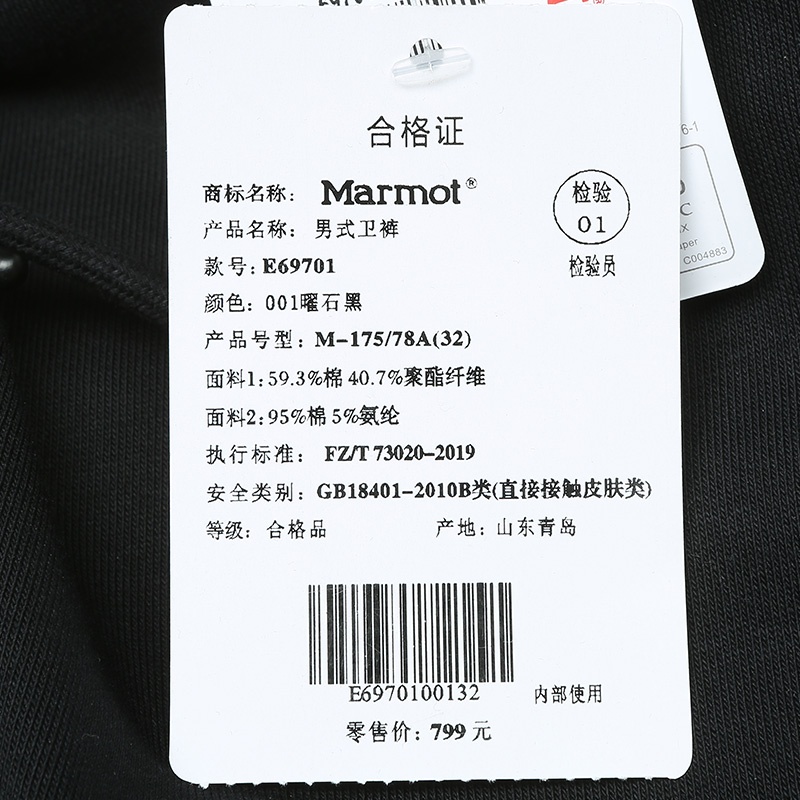 合格证
商标名称: Marmot®
检验
01
检验员
产品名称: 男式卫裤
款号: E69701
颜色: 001曜石黑
产品号型: M-175/78A(32)
面料1:59.3%棉 40.7%聚酯纤维
面料2:95%棉 5%氨纶
执行标准: FZ/T 73020-2019
安全类别: GB18401-2010B类(直接接触皮肤类)
等级: 合格品 产地: 山东青岛
E6970100132 内部使用
零售价: 799 元
6-1
C
X
aper
C004883